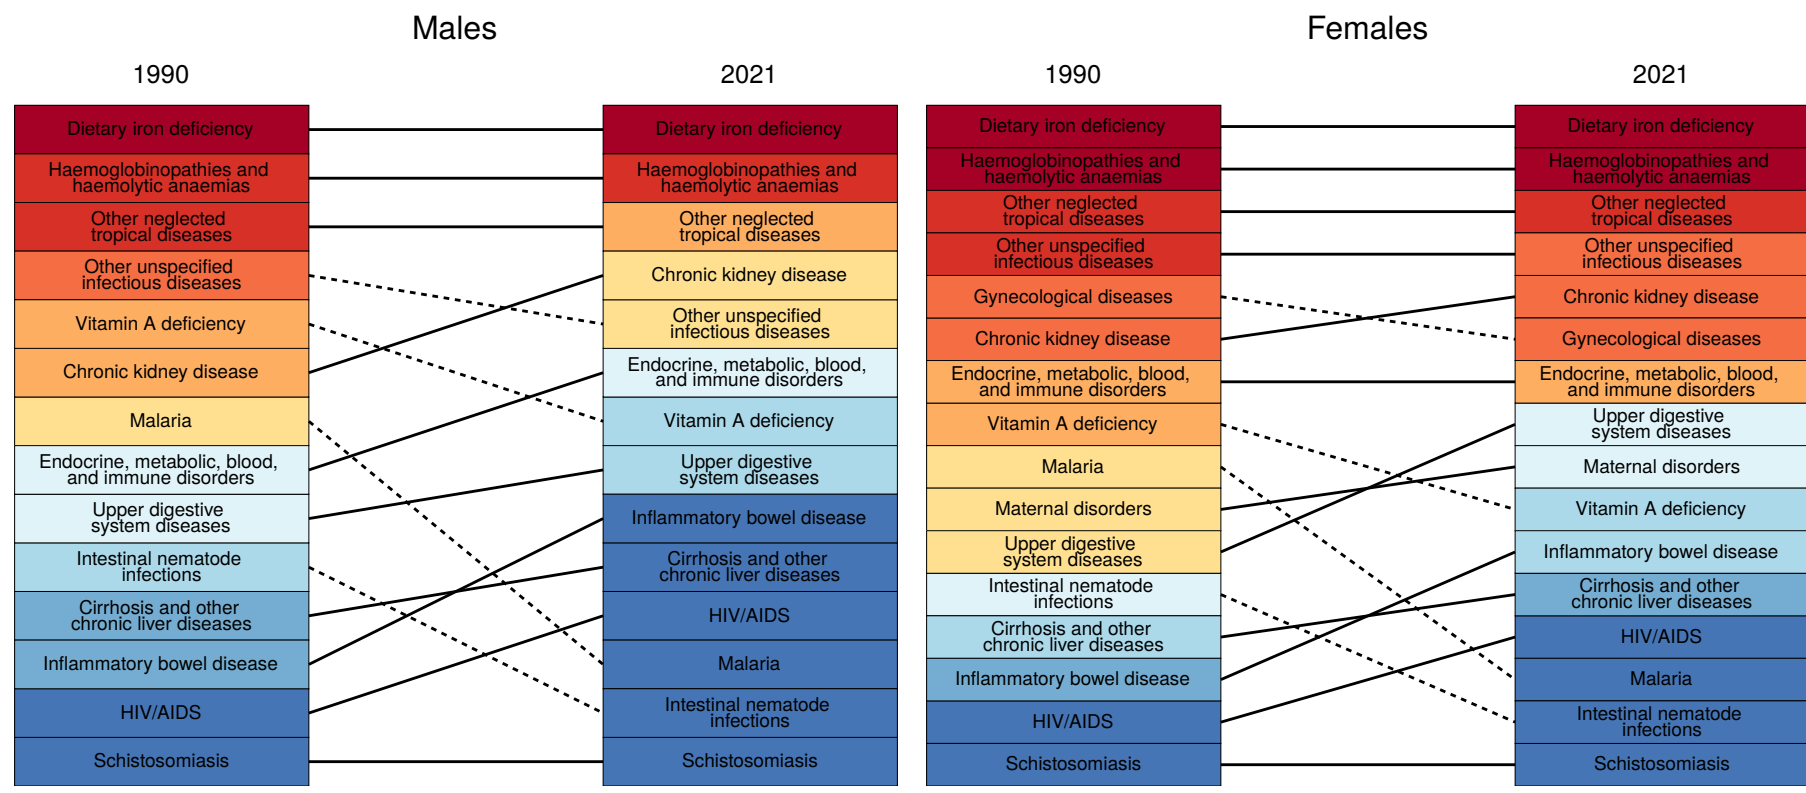 Males
1990
2021
Dietary iron deficiency
Haemoglobinopathies and
haemolytic anaemias
Other neglected
tropical diseases
Other unspecified
infectious diseases
Vitamin A deficiency
Chronic kidney disease
Malaria
Endocrine, metabolic, blood,
and immune disorders
Upper digestive
system diseases
Intestinal nematode
infections
Cirrhosis and other
chronic liver diseases
Inflammatory bowel disease
HIV/AIDS
Schistosomiasis
Dietary iron deficiency
Haemoglobinopathies and
haemolytic anaemias
Other neglected
tropical diseases
Chronic kidney disease
Other unspecified
infectious diseases
Endocrine, metabolic, blood,
and immune disorders
Vitamin A deficiency
Upper digestive
system diseases
Inflammatory bowel disease
Cirrhosis and other
chronic liver diseases
HIV/AIDS
Malaria
Intestinal nematode
infections
Schistosomiasis
Females
1990
2021
Dietary iron deficiency
Haemoglobinopathies and
haemolytic anaemias
Other neglected
tropical diseases
Other unspecified
infectious diseases
Gynecological diseases
Chronic kidney disease
Endocrine, metabolic, blood,
and immune disorders
Vitamin A deficiency
Malaria
Maternal disorders
Upper digestive
system diseases
Intestinal nematode
infections
Cirrhosis and other
chronic liver diseases
Inflammatory bowel disease
HIV/AIDS
Schistosomiasis
Dietary iron deficiency
Haemoglobinopathies and
haemolytic anaemias
Other neglected
tropical diseases
Other unspecified
infectious diseases
Chronic kidney disease
Gynecological diseases
Endocrine, metabolic, blood,
and immune disorders
Upper digestive
system diseases
Maternal disorders
Vitamin A deficiency
Inflammatory bowel disease
Cirrhosis and other
chronic liver diseases
HIV/AIDS
Malaria
Intestinal nematode
infections
Schistosomiasis